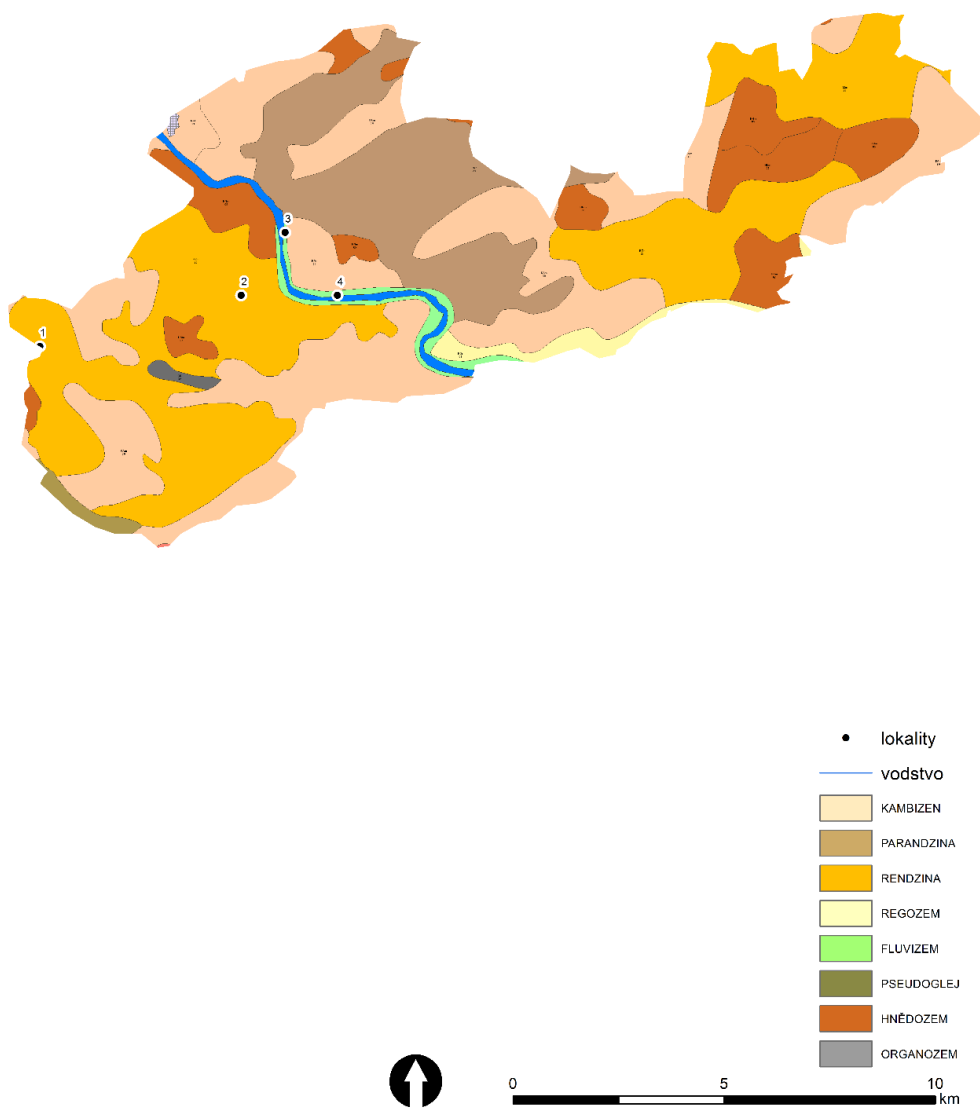 3
2
4
1
lokality
vodstvo
KAMBIZEN
PARANDZINA
RENDZINA
REGOZEM
FLUVIZEM
PSEUDOGLEJ
HNĚDOZEM
ORGANOZEM
0 5 10
km